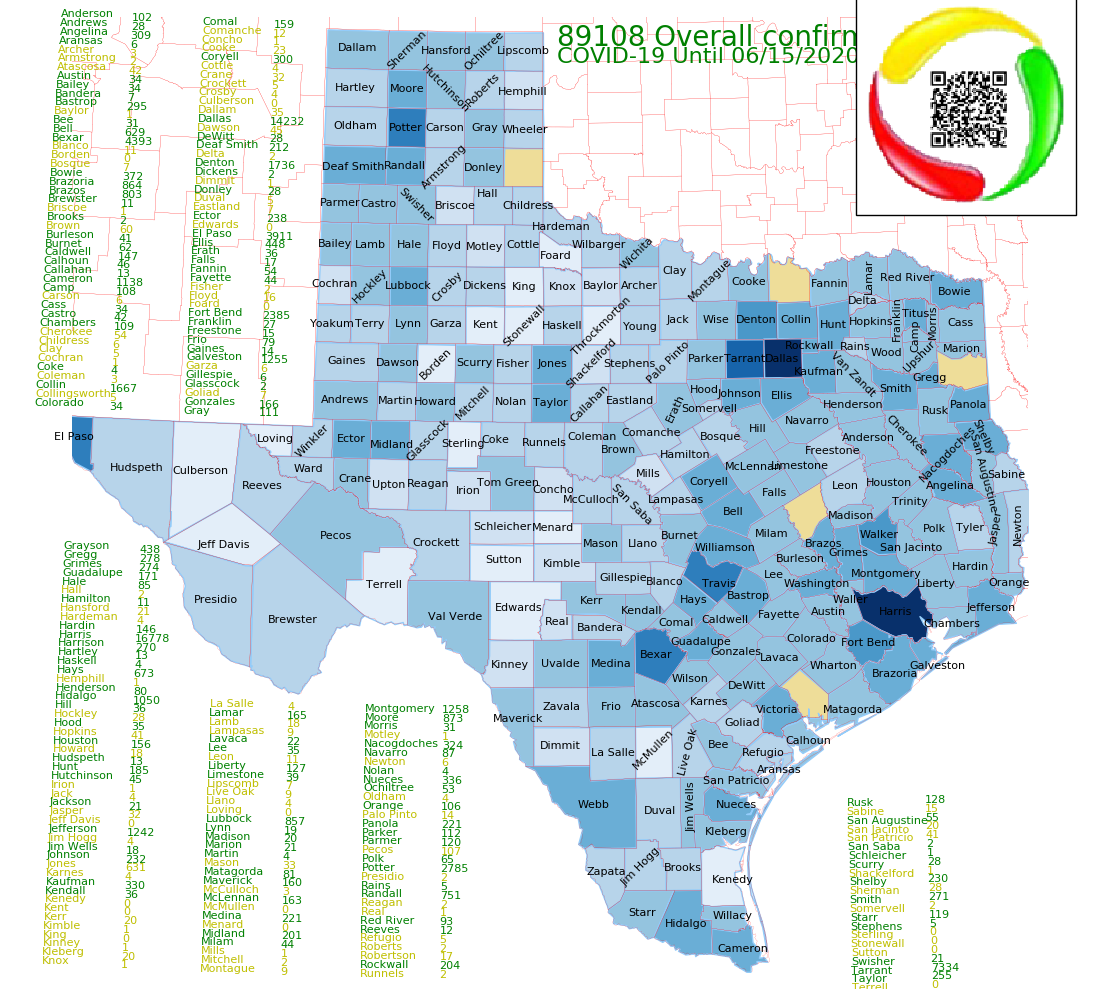 89108 Overall confirm
COVID-19 Until 06/15/2020
Anderson 102
Andrews 28
Angelina 309
Aransas 6
Archer
Armstrong
Atascosa 42
Austin 34
Bailey 34
Bandera 7
Bastrop 295
Baylor
Bee 31
Bell 629
Bexar 4393
Blanco 11
Borden 0
Bosque 7
Bowie 372
Brazoria 864
Brazos 803
Brewster 11
Briscoe 1
Brooks 2
Brown 60
Burleson 41
Burnet 62
Caldwell 147
Calhoun 46
Callahan 13
Cameron 1138
Camp 108
Carson 6
Cass 34
Castro 42
Chambers 109
Cherokee 54
Childress 6
Clay 5
Cochran 1
Coke 4
Coleman 3
Collin 1667
Collingsworth 5
Colorado 34
Comal 159
Comanche 12
Concho 1
Cooke 23
Coryell 300
Cottle 4
Crane 32
Crockett 5
Crosby 4
Culberson 0
Dallam 35
Dallas 14232
Dawson 45
DeWitt 28
Deaf Smith 212
Delta 2
Denton 1736
Dickens 2
Dimmit 1
Donley 28
Duval 5
Eastland 7
Ector 238
Edwards 0
El Paso 3911
Ellis 448
Erath 36
Falls 17
Fannin 54
Fayette 44
Fisher 2
Floyd 16
Foard 0
Fort Bend 2385
Franklin 27
Freestone 15
Frio 79
Gaines 14
Galveston 1255
Garza 6
Gillespie 6
Glasscock 2
Goliad 7
Gonzales 166
Gray 111
Grayson 438
Gregg 278
Grimes 274
Guadalupe 171
Hale 85
Hall 2
Hamilton 11
Hansford 21
Hardeman 4
Hardin 146
Harris 16778
Harrison 270
Hartley 13
Haskell 4
Hays 673
Hemphill 1
Henderson 80
Hidalgo 1050
Hill 36
Hockley 28
Hood 35
Hopkins 41
Houston 156
Howard 18
Hudspeth 13
Hunt 185
Hutchinson 45
Irion 1
Jack 4
Jackson 21
Jasper 32
Jeff Davis 0
Jefferson 1242
Jim Hogg 4
Jim Wells 18
Johnson 232
Jones 631
Karnes 4
Kaufman 330
Kendall 36
Kenedy 0
Kent 0
Kerr 20
Kimble 1
King 0
Kinney 1
Kleberg 20
Knox 1
La Salle 4
Lamar 165
Lamb 18
Lampasas 9
Lavaca 22
Lee 35
Leon 11
Liberty 127
Limestone 39
Lipscomb 7
Live Oak 9
Llano 4
Loving 0
Lubbock 857
Lynn 19
Madison 20
Marion 21
Martin 4
Mason 33
Matagorda 81
Maverick 160
McCulloch 3
McLennan 163
McMullen 0
Medina 221
Menard 0
Midland 201
Milam 44
Mills 1
Mitchell 2
Montague 9
Montgomery 1258
Moore 873
Morris 31
Motley 1
Nacogdoches 324
Navarro 87
Newton 6
Nolan 4
Nueces 336
Ochiltree 53
Oldham 4
Orange 106
Palo Pinto 14
Panola 221
Parker 112
Parmer 120
Pecos 107
Polk 65
Potter 2785
Presidio 2
Rains 5
Randall 751
Reagan 2
Real 1
Red River 93
Reeves 12
Refugio 5
Roberts 2
Robertson 17
Rockwall 204
Runnels 2
Rusk 128
Sabine 15
San Augustine 55
San Jacinto
San Patricio 41
San Saba 2
Schleicher 1
Scurry 28
Shackelford 1
Shelby 230
Sherman 28
Smith 271
Somervell 2
Starr 119
Stephens 5
Sterling 0
Stonewall 0
Sutton 0
Swisher 21
Tarrant 7334
Taylor 255
Terrell 0
Dallam Sherman Hansford Ochiltree Lipscomb
Hartley Moore Hutchinson Roberts Hemphill
Oldham Potter Carson Gray Wheeler
Deaf Smith Randall Armstrong Donley
Parmer Castro Swisher Briscoe Hall Childress
Hardeman
Bailey Lamb Hale Floyd Motley Cottle Foard Wilbarger Wichita
Clay Montague Cooke Fannin Lamar Red River Bowie
Cochran Hockley Lubbock Crosby Dickens King Knox Baylor Archer
Delta Franklin Titus Camp Morris Cass
Yoakum Terry Lynn Garza Kent Stonewall Haskell Throckmorton Young Jack Wise Denton Collin Hunt Hopkins
Rockwall Rains Wood Upshur Marion
Gaines Dawson Borden Scurry Fisher Jones Shackelford Stephens Palo Pinto Parker Tarrant Dallas Kaufman Van Zandt Smith Gregg
Andrews Martin Howard Mitchell Nolan Taylor Callahan Eastland Erath Hood Somervell Johnson Ellis Henderson Rusk Panola
El Paso Hudspeth Culberson Loving Winkler Ector Midland Glasscock Sterling Coke Runnels Coleman Brown Comanche Hamilton Bosque Hill Navarro Anderson Cherokee Nacogdoches Shelby San Augustine Sabine
Reeves Ward Crane Upton Reagan Irion Tom Green Concho McCulloch San Saba Mills Lampasas Coryell McLennan Limestone Freestone Leon Houston Angelina Trinity
Jeff Davis Pecos Crockett Schleicher Menard Mason Llano Burnet Bell Falls Milam Madison Walker Polk Tyler Jasper Newton
Sutton Kimble Williamson Brazos Burleson Grimes San Jacinto Hardin
Presidio Brewster Terrell Val Verde Edwards Gillespie Blanco Travis Bastrop Lee Washington Montgomery Liberty Orange
Real Kerr Kendall Hays Caldwell Fayette Austin Waller Harris Chambers Jefferson
Kinney Uvalde Bandera Medina Bexar Comal Guadalupe Gonzales Lavaca Colorado Fort Bend Wharton Brazoria Galveston
Maverick Zavala Frio Atascosa Wilson Karnes DeWitt Victoria Matagorda
Dimmit La Salle McMullen Live Oak Bee Goliad Refugio Calhoun Aransas
Webb Duval Jim Wells San Patricio Nueces Kleberg
Zapata Jim Hogg Brooks Kenedy
Starr Hidalgo Willacy Cameron